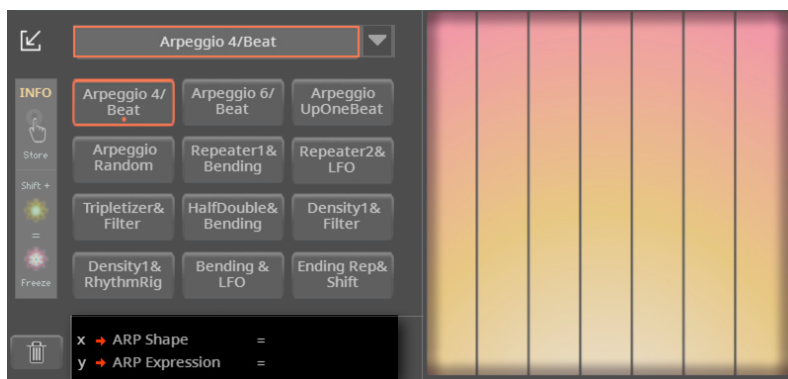 Arpeggio 4/Beat
INFO
Store
Shift +
=
Freeze
Arpeggio 4/
Beat
Arpeggio 6/
Beat
Arpeggio
UpOneBeat
Arpeggio
Random
Repeater1&
Bending
Repeater2&
LFO
Tripletizer&
Filter
HalfDouble&
Bending
Density1&
Filter
Density1&
RhythmRig
Bending &
LFO
Ending Rep&
Shift
x → ARP Shape =
y → ARP Expression =